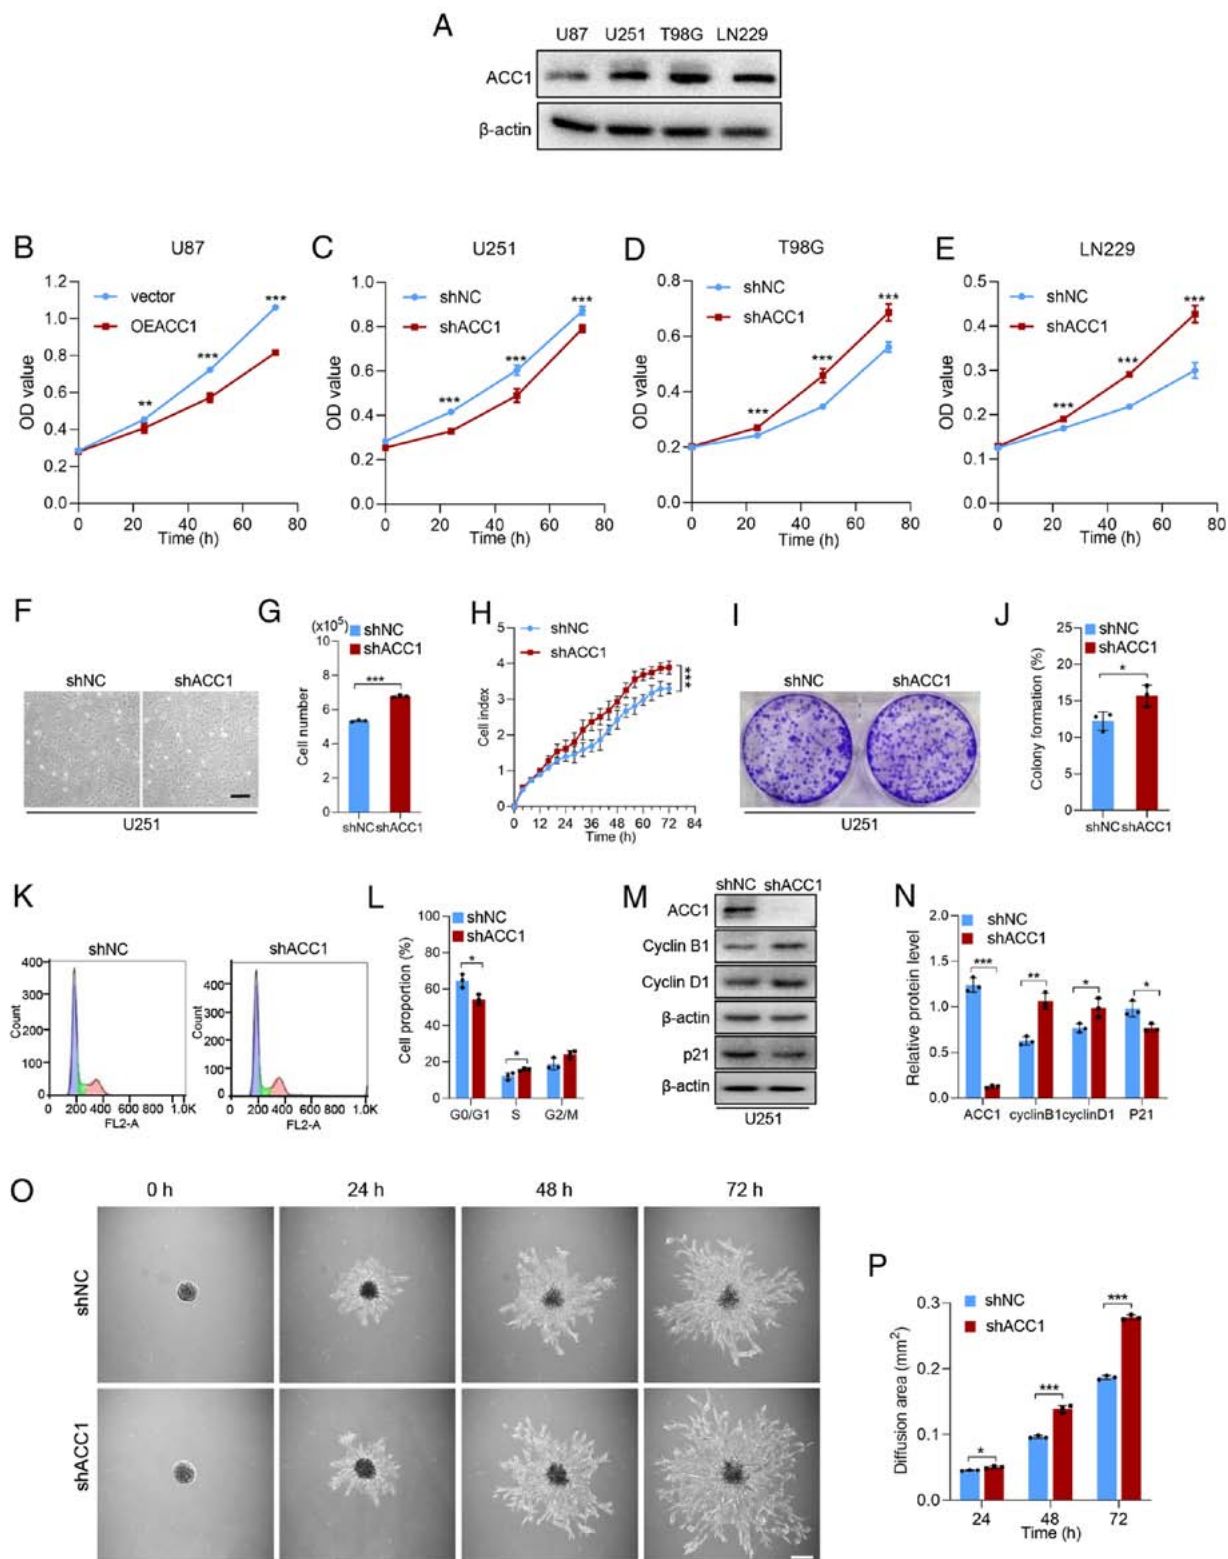 A
U87 U251 T98G LN229
ACC1
β-actin
B U87
OD value
1.2
1.0
0.8
0.6
0.4
0.2
0.0
vector
OEACC1
** *** ***
0 20 40 60 80
Time (h)
C U251
OD value
1.0
0.8
0.6
0.4
0.2
0.0
shNC
shACC1
*** *** ***
0 20 40 60 80
Time (h)
D T98G
OD value
0.8
0.6
0.4
0.2
0.0
shNC
shACC1
*** *** ***
0 20 40 60 80
Time (h)
E LN229
OD value
0.5
0.4
0.3
0.2
0.1
0.0
shNC
shACC1
*** *** ***
0 20 40 60 80
Time (h)
F
shNC shACC1
U251
G
(x10⁵)
shNC
shACC1
Cell number
10
8
6
4
2
0
***
shNC shACC1
H
shNC
shACC1
Cell index
5
4
3
2
1
0
***
0 12 24 36 48 60 72 84
Time (h)
I
shNC shACC1
U251
J
shNC
shACC1
Colony formation (%)
25
20
15
10
5
0
*
shNC shACC1
K
shNC
Count
400
300
200
100
0
0 200 400 600 800 1.0K
FL2-A
shACC1
Count
400
300
200
100
0
0 200 400 600 800 1.0K
FL2-A
L
shNC
shACC1
Cell proportion (%)
100
80
60
40
20
0
* *
G0/G1 S G2/M
M
shNC shACC1
ACC1
Cyclin B1
Cyclin D1
β-actin
p21
β-actin
U251
N
shNC
shACC1
Relative protein level
2.0
1.5
1.0
0.5
0.0
*** ** * *
ACC1 cyclinB1 cyclinD1 P21
O
0 h 24 h 48 h 72 h
shNC
shACC1
P
shNC
shACC1
Diffusion area (mm²)
0.3
0.2
0.1
0.0
* *** ***
24 48 72
Time (h)